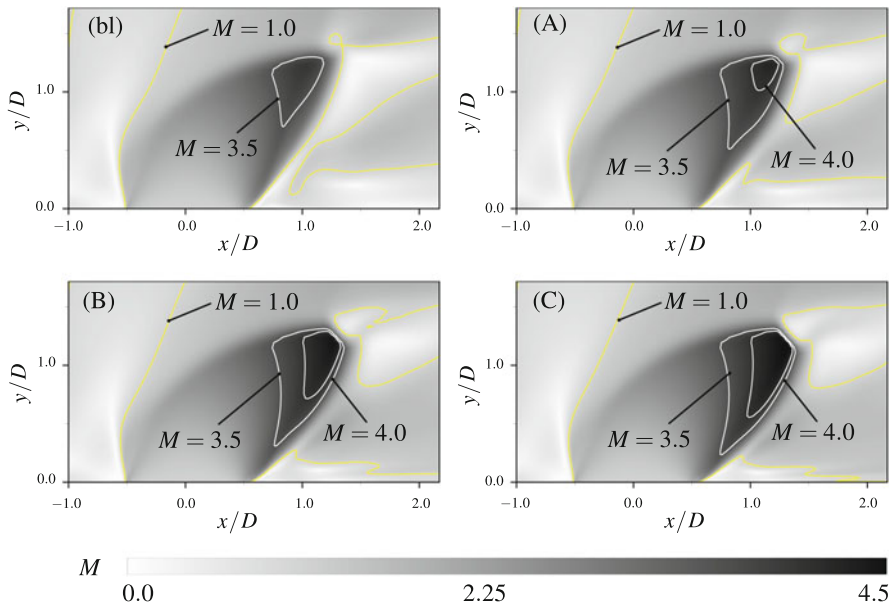 (bl)
M = 1.0
M = 3.5
y/D
1.0
0.0
−1.0
0.0
1.0
2.0
x/D
(A)
M = 1.0
M = 3.5
M = 4.0
y/D
1.0
0.0
−1.0
0.0
1.0
2.0
x/D
(B)
M = 1.0
M = 3.5
M = 4.0
y/D
1.0
0.0
−1.0
0.0
1.0
2.0
x/D
(C)
M = 1.0
M = 3.5
M = 4.0
y/D
1.0
0.0
−1.0
0.0
1.0
2.0
x/D
M
0.0
2.25
4.5